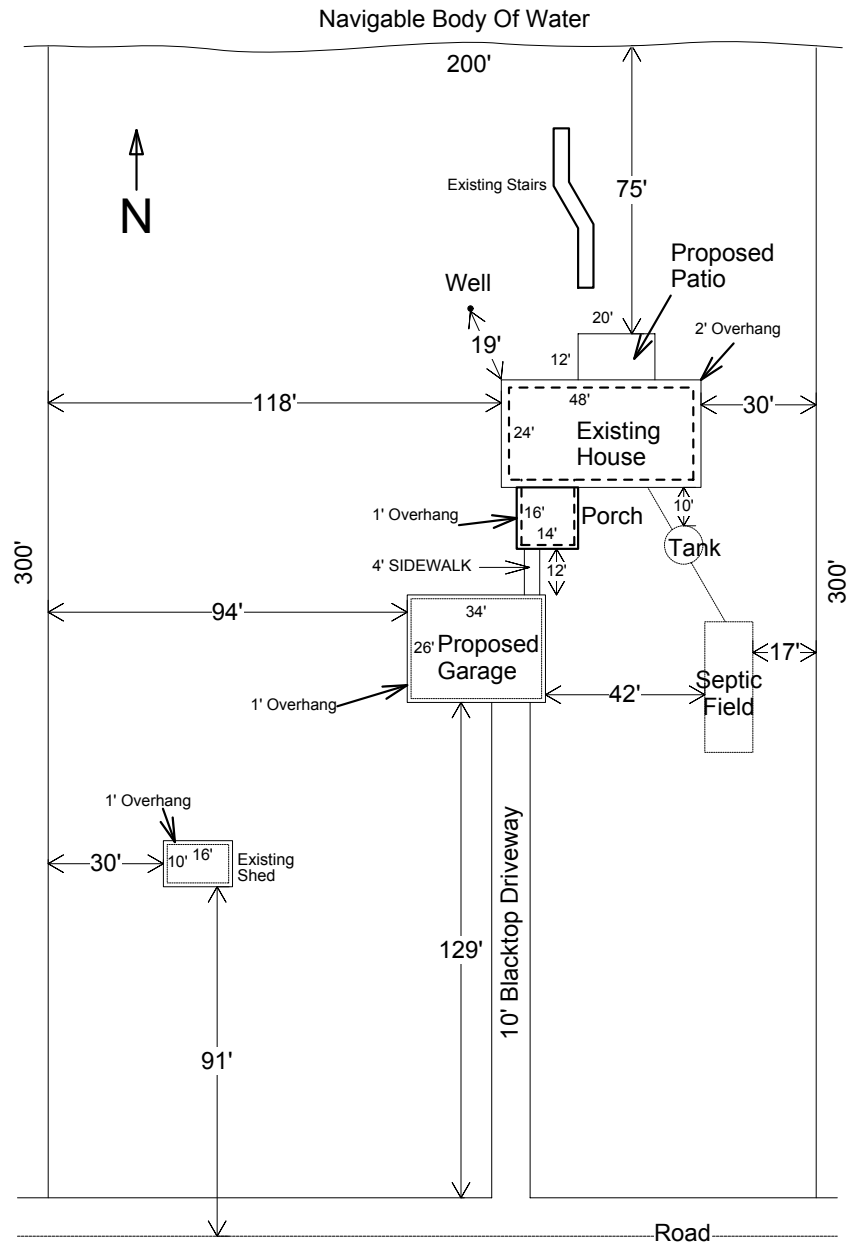 Navigable Body Of Water
200'
N
Existing Stairs
75'
Proposed
Patio
Well
20'
2' Overhang
19'
12'
118'
48'
30'
24'
Existing
House
10'
1' Overhang
16'
14'
Porch
Tank
4' SIDEWALK
12'
300'
300'
94'
34'
26'
Proposed
Garage
17'
Septic
Field
42'
1' Overhang
1' Overhang
30'
10'
16'
Existing
Shed
129'
10' Blacktop Driveway
91'
Road